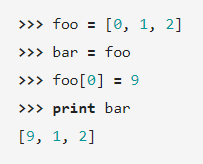 >>> foo = [0, 1, 2]
>>> bar = foo
>>> foo[0] = 9
>>> print bar
[9, 1, 2]